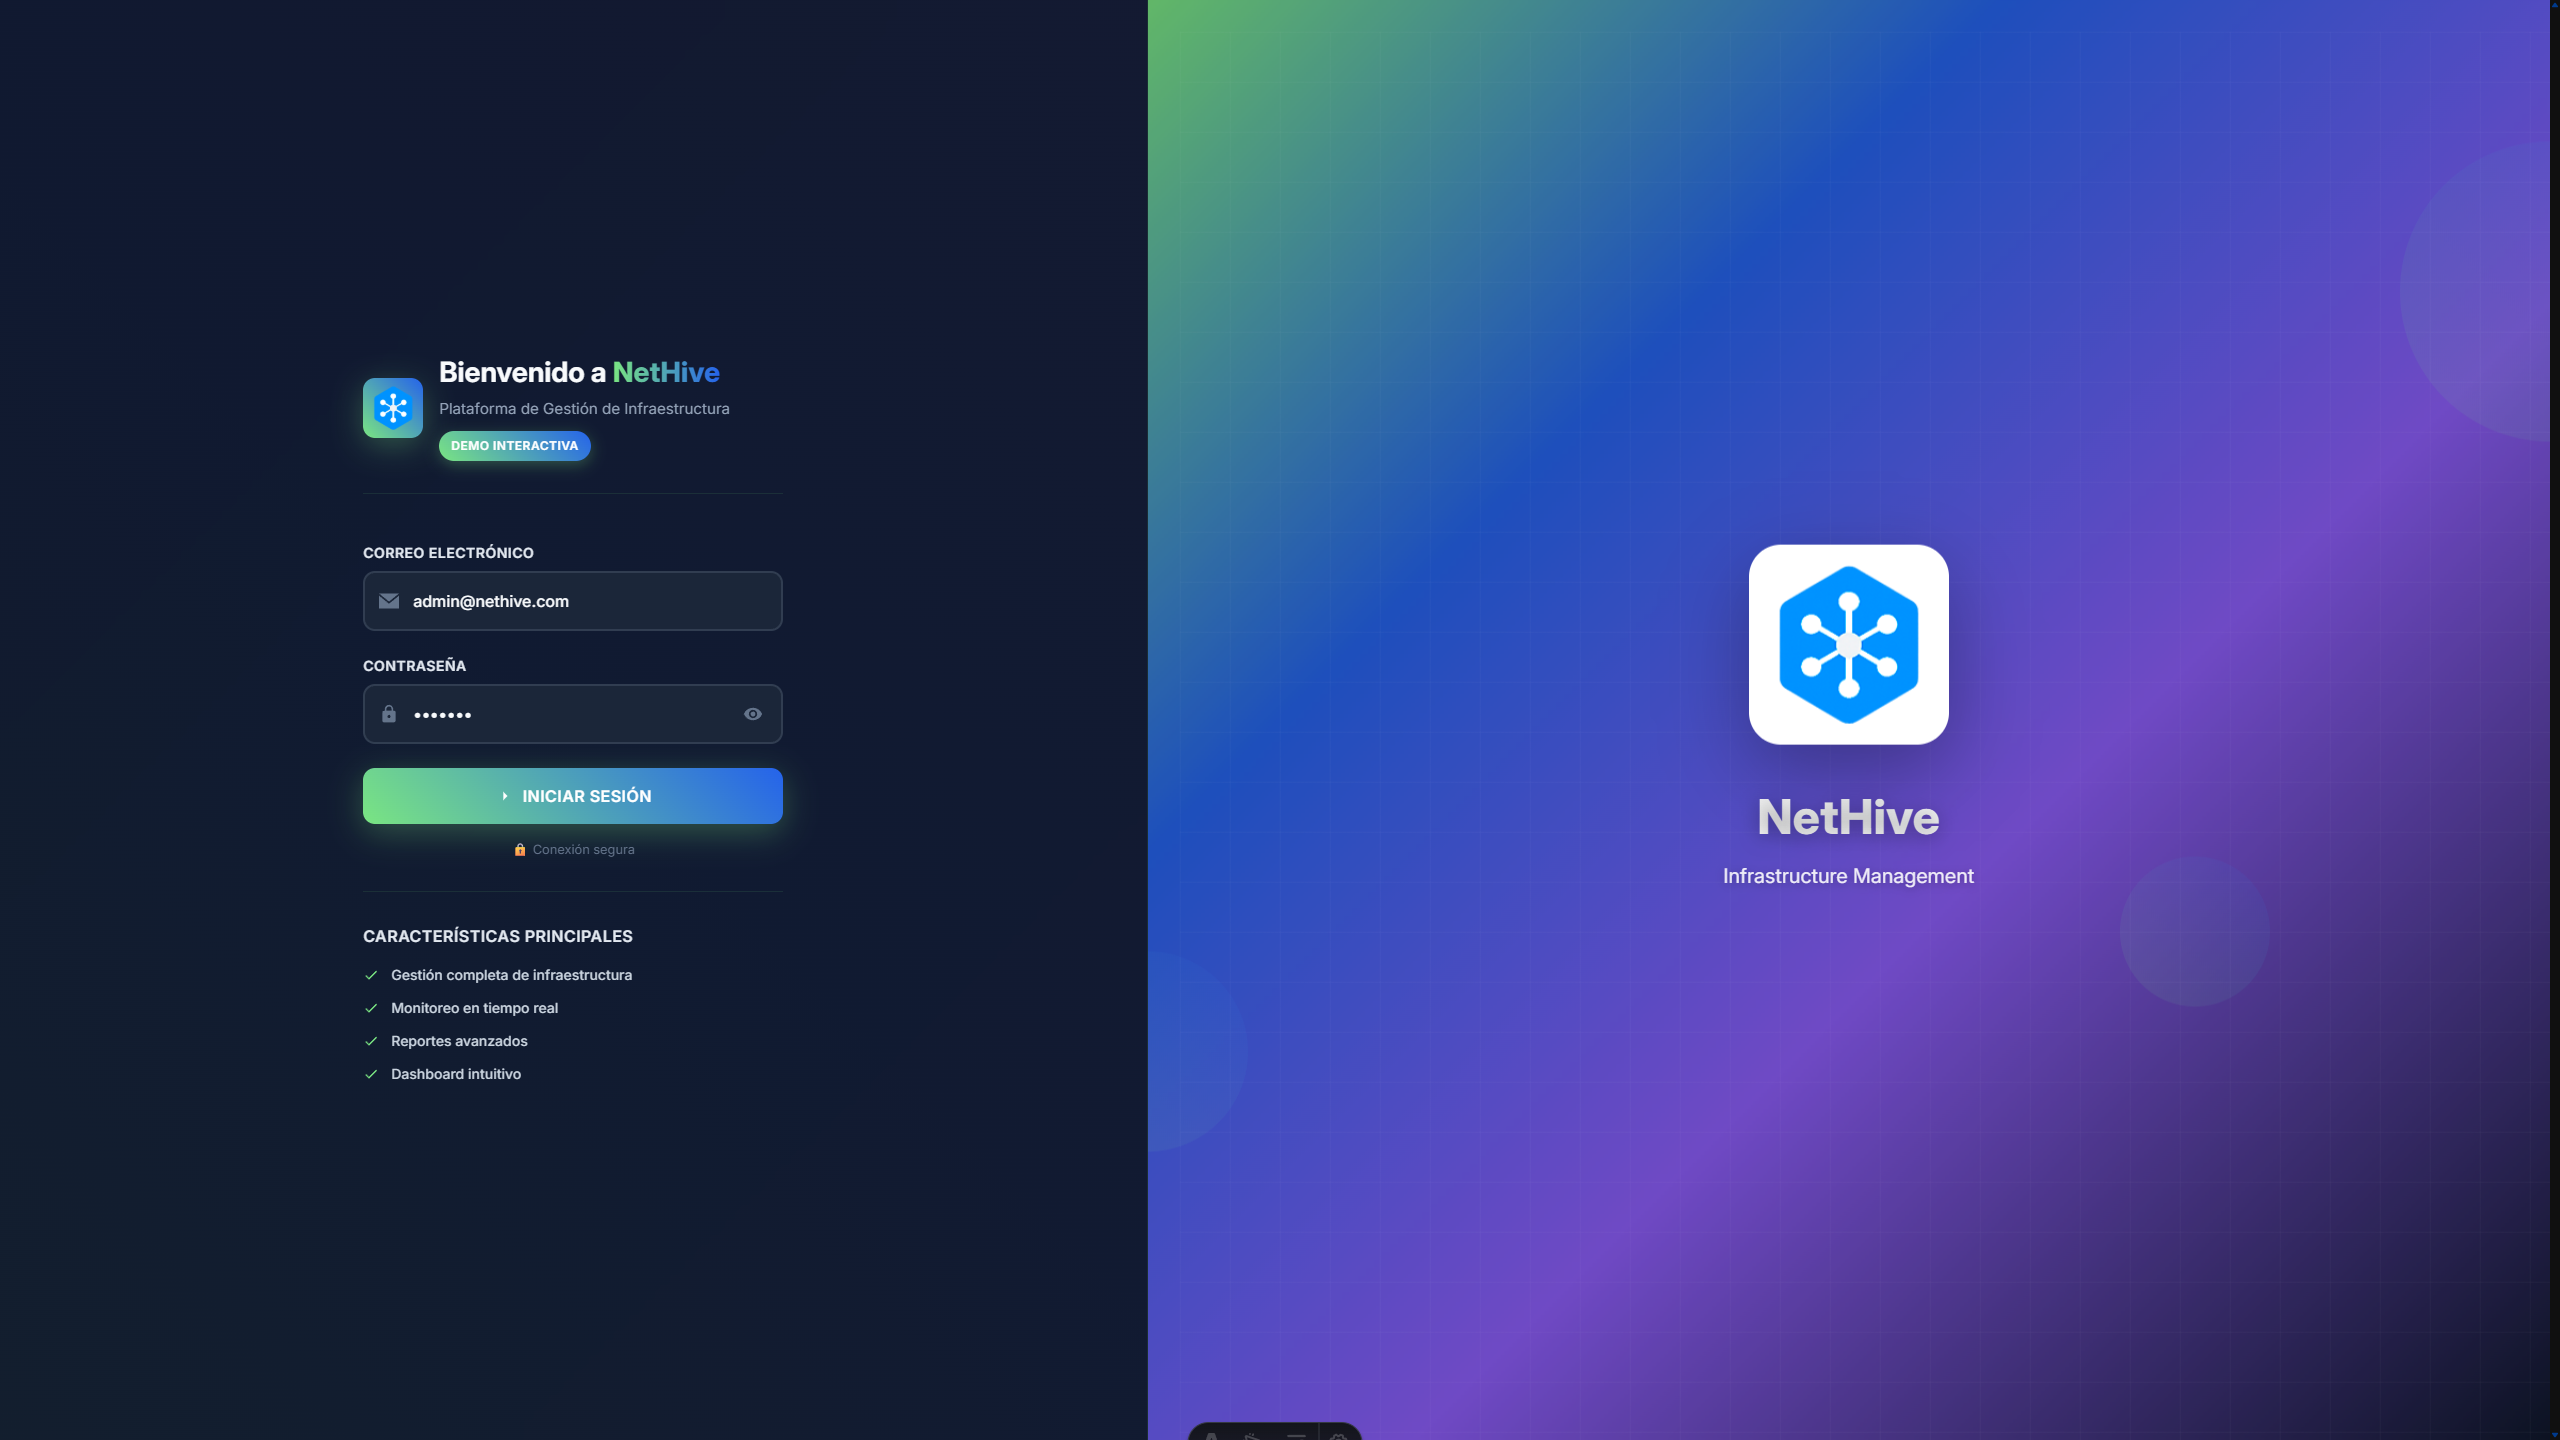 Bienvenido a NetHive
Plataforma de Gestión de Infraestructura
DEMO INTERACTIVA
CORREO ELECTRÓNICO
admin@nethive.com
CONTRASEÑA
•••••••
INICIAR SESIÓN
Conexión segura
CARACTERÍSTICAS PRINCIPALES
Gestión completa de infraestructura
Monitoreo en tiempo real
Reportes avanzados
Dashboard intuitivo
NetHive
Infrastructure Management